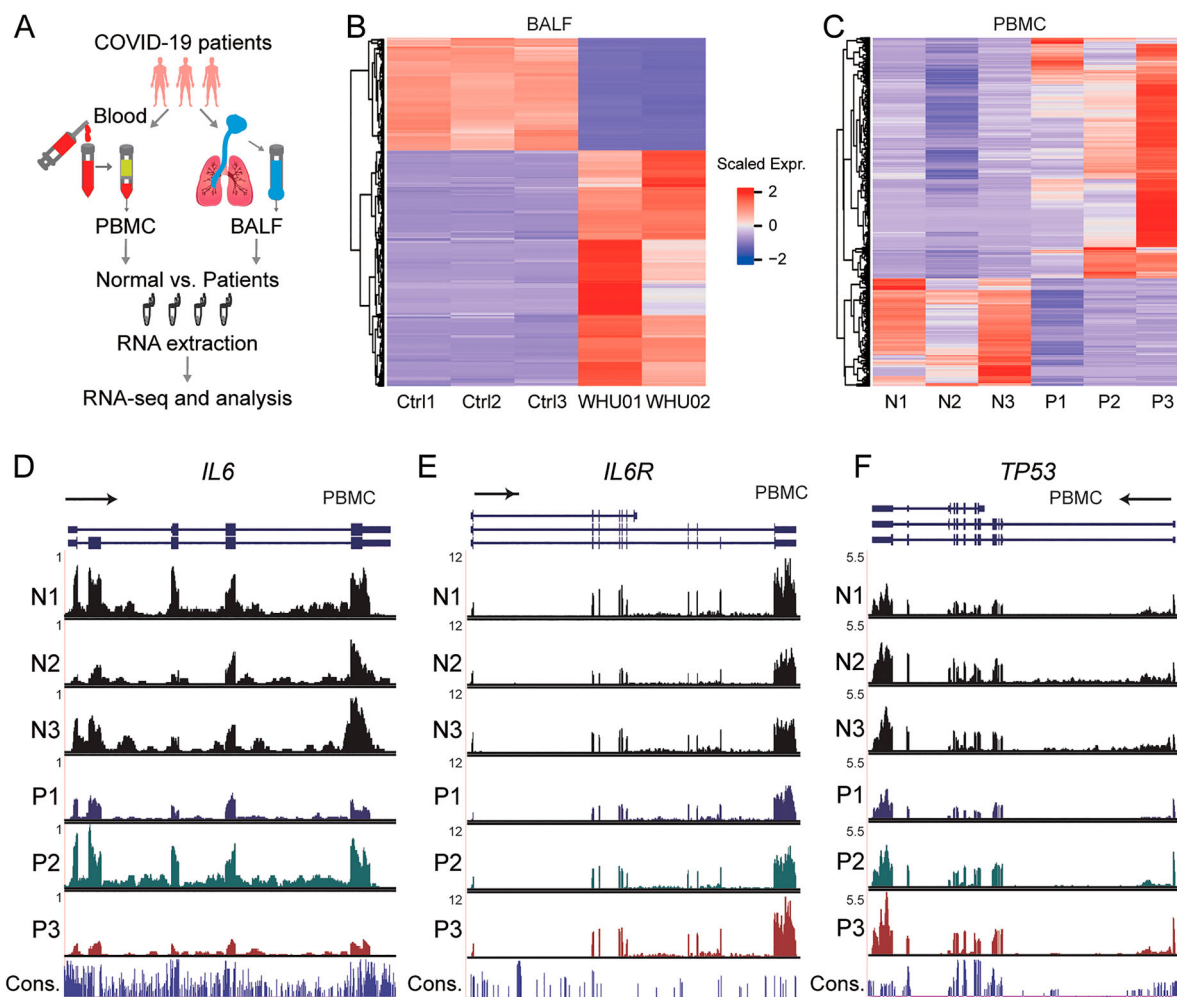 A
COVID-19 patients
Blood
PBMC
BALF
Normal vs. Patients
RNA extraction
RNA-seq and analysis
B
BALF
Scaled Expr.
2
0
−2
Ctrl1 Ctrl2 Ctrl3 WHU01 WHU02
C
PBMC
N1 N2 N3 P1 P2 P3
D
IL6
PBMC
1
N1
1
N2
1
N3
1
P1
1
P2
1
P3
Cons.
E
IL6R
PBMC
12
N1
12
N2
12
N3
12
P1
12
P2
12
P3
Cons.
F
TP53
PBMC
5.5
N1
5.5
N2
5.5
N3
5.5
P1
5.5
P2
5.5
P3
Cons.